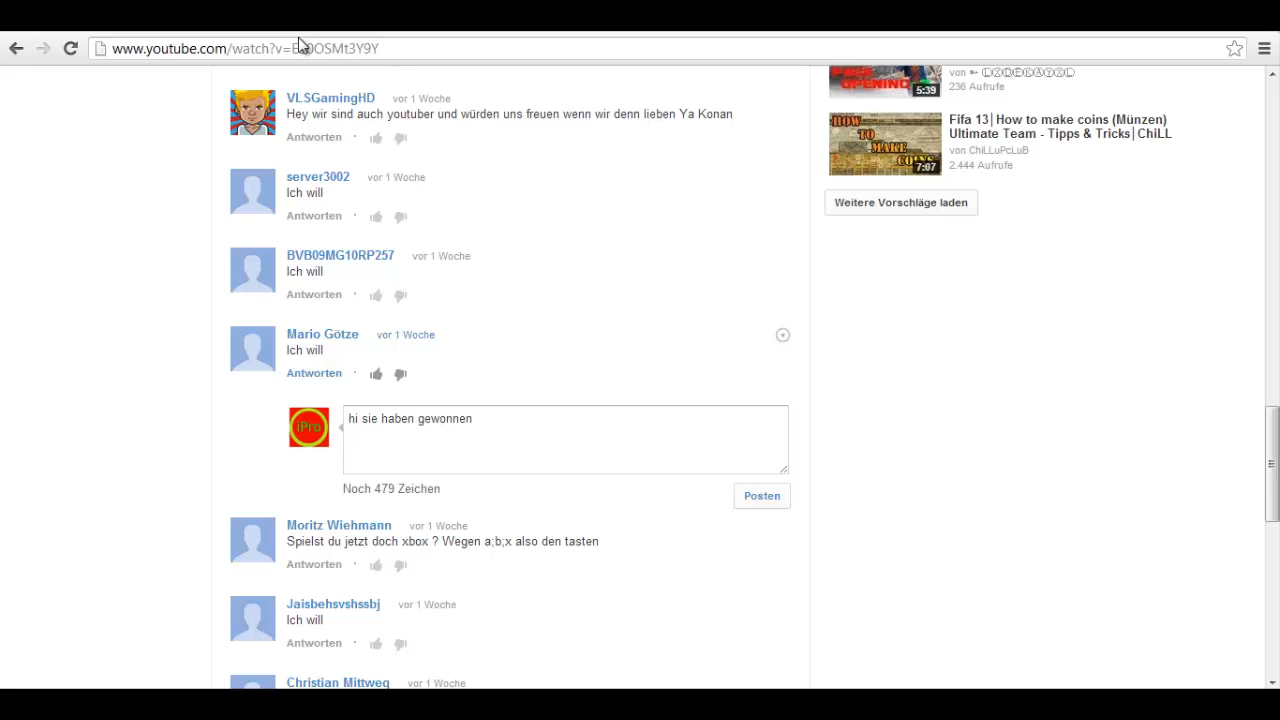 www.youtube.com/watch?v=
OSMt3Y9Y
VLSGamingHD vor 1 Woche
Hey wir sind auch youtuber und würden uns freuen wenn wir denn lieben Ya Konan
Antworten ·
server3002 vor 1 Woche
Ich will
Antworten ·
BVB09MG10RP257 vor 1 Woche
Ich will
Antworten ·
Mario Götze vor 1 Woche
Ich will
Antworten ·
iPro
hi sie haben gewonnen
Noch 479 Zeichen
Posten
Moritz Wiehmann vor 1 Woche
Spielst du jetzt doch xbox ? Wegen a;b;x also den tasten
Antworten ·
Jaisbehsvshssbj vor 1 Woche
Ich will
Antworten ·
Christian Mittweg vor 1 Woche
OPENING
5:39
von
236 Aufrufe
HOW
TO
MAKE
COINS
7:07
Fifa 13|How to make coins (Münzen)
Ultimate Team - Tipps & Tricks|ChiLL
von ChiLLuPcLuB
2.444 Aufrufe
Weitere Vorschläge laden